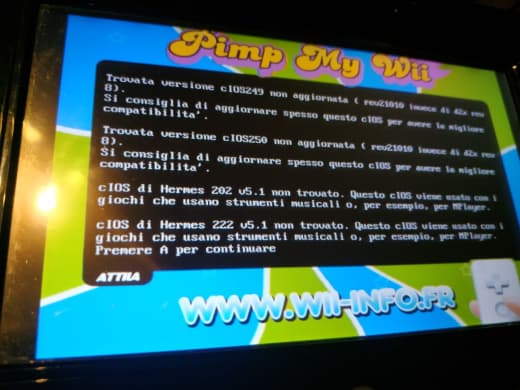 Pimp My Wii
Trovata versione cIOS249 non aggiornata ( rev21010 invece di d2x rev
8).
Si consiglia di aggiornare spesso questo cIOS per avere la migliore
compatibilita'.
Trovata versione cIOS250 non aggiornata ( rev21010 invece di d2x rev
8).
Si consiglia di aggiornare spesso questo cIOS per avere la migliore
compatibilita'.
cIOS di Hermes 202 v5.1 non trovato. Questo cIOS viene usato con i
giochi che usano strumenti musicali o, per esempio, per MPlayer.
cIOS di Hermes 222 v5.1 non trovato. Questo cIOS viene usato con i
giochi che usano strumenti musicali o, per esempio, per MPlayer.
Premere A per continuare
ATTILA
WWW.WII-INFO.FR